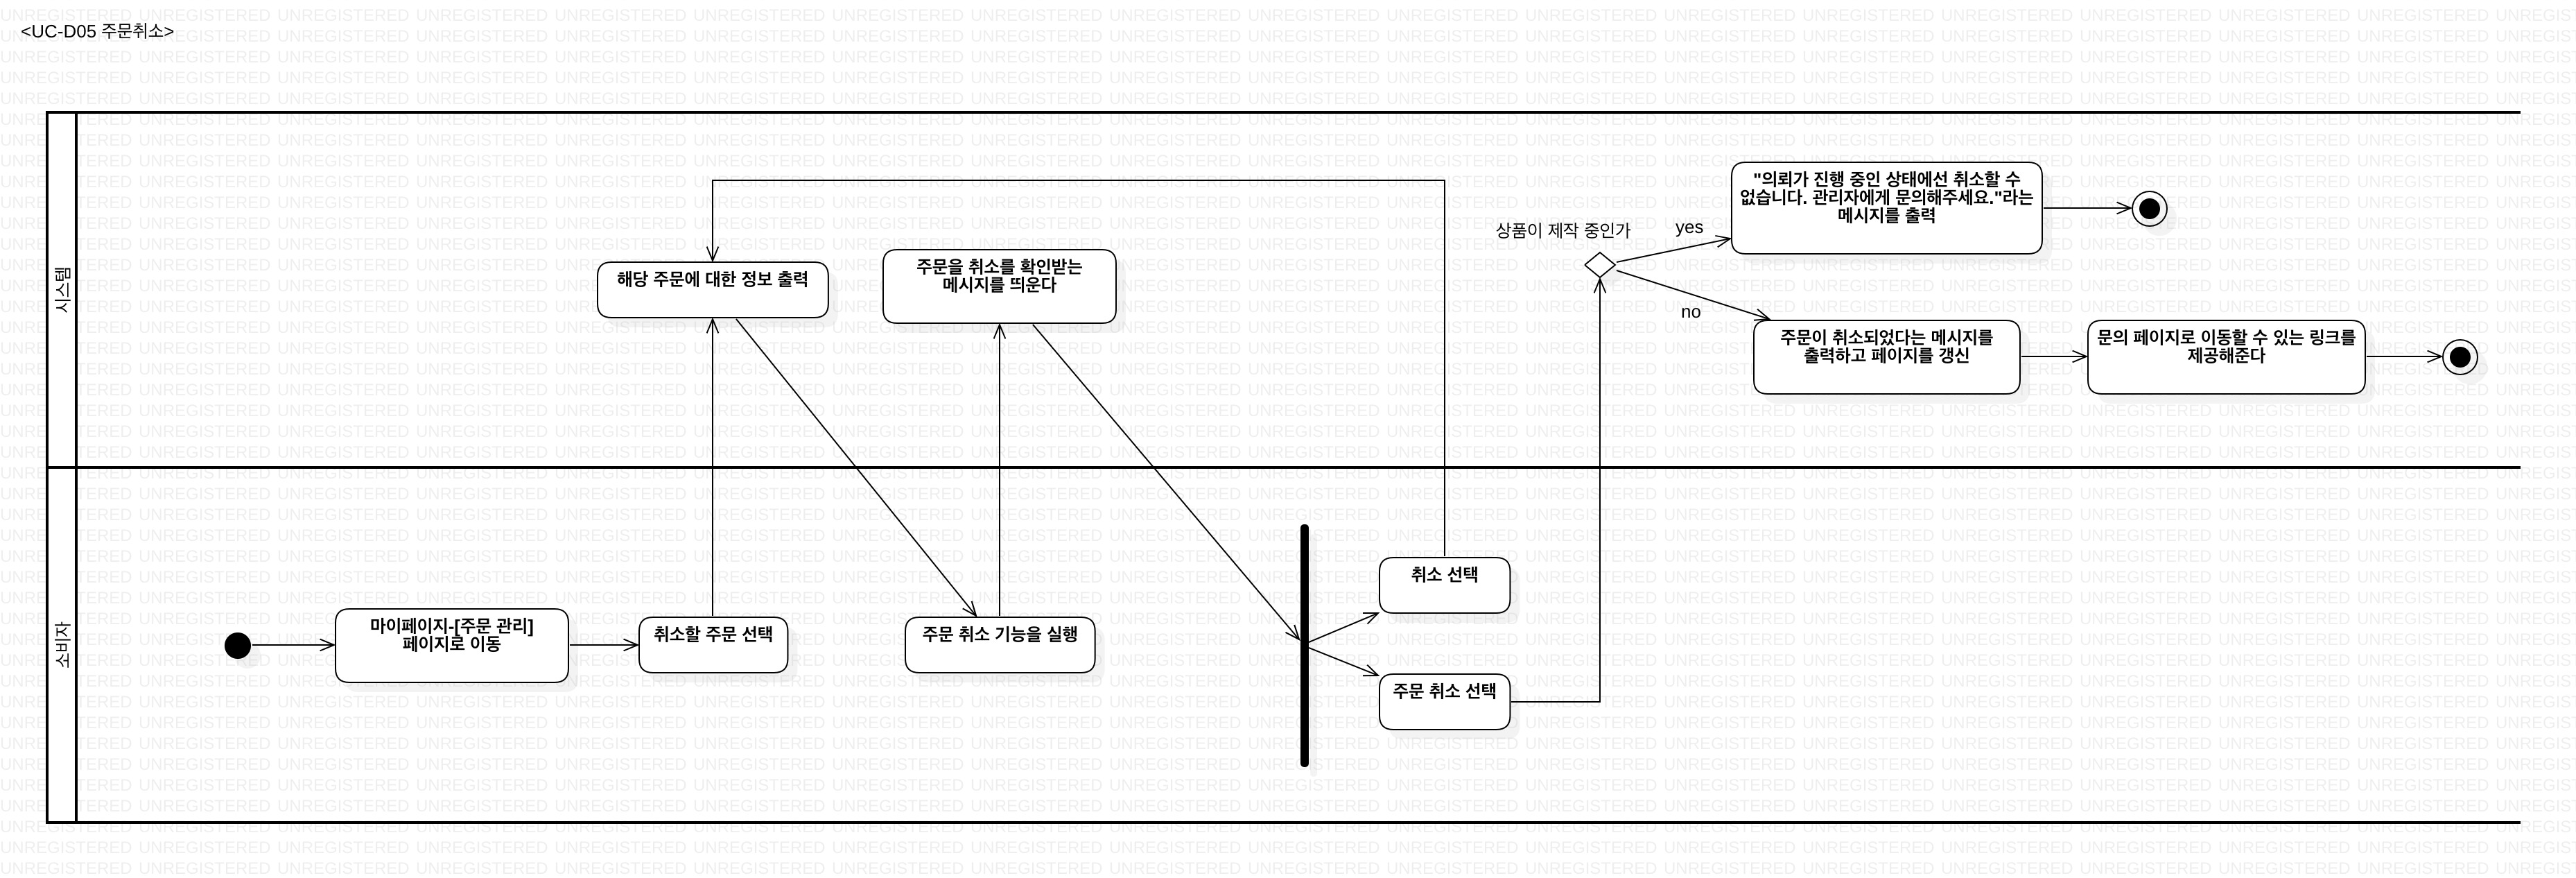 <UC-D05 주문취소>
시스템
"의뢰가 진행 중인 상태에선 취소할 수
없습니다. 관리자에게 문의해주세요."라는
메시지를 출력
상품이 제작 중인가
yes
no
해당 주문에 대한 정보 출력
주문을 취소를 확인받는
메시지를 띄운다
주문이 취소되었다는 메시지를
출력하고 페이지를 갱신
문의 페이지로 이동할 수 있는 링크를
제공해준다
소비자
마이페이지-[주문 관리]
페이지로 이동
취소할 주문 선택
주문 취소 기능을 실행
취소 선택
주문 취소 선택
UNREGISTERED